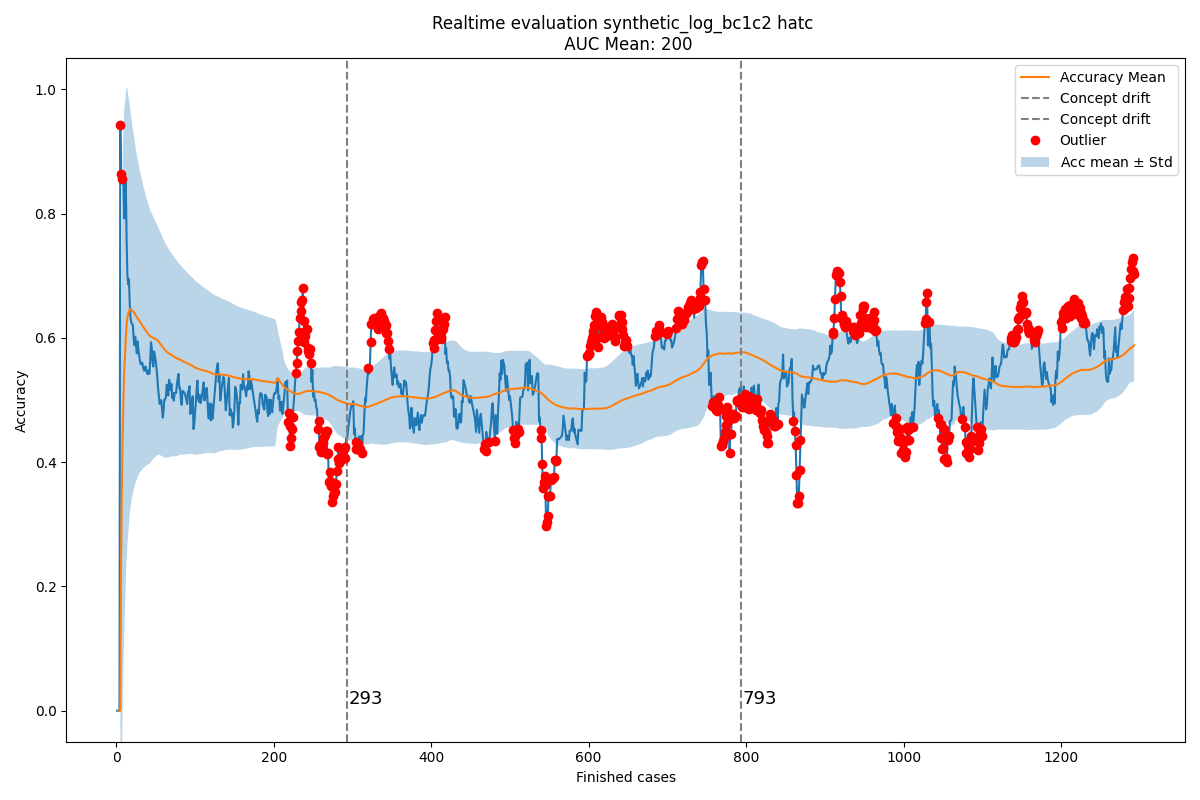 Realtime evaluation synthetic_log_bc1c2 hatc
AUC Mean: 200
Accuracy Mean
Concept drift
Concept drift
Outlier
Acc mean ± Std
1.0
0.8
0.6
0.4
0.2
0.0
Accuracy
293
793
0
200
400
600
800
1000
1200
Finished cases